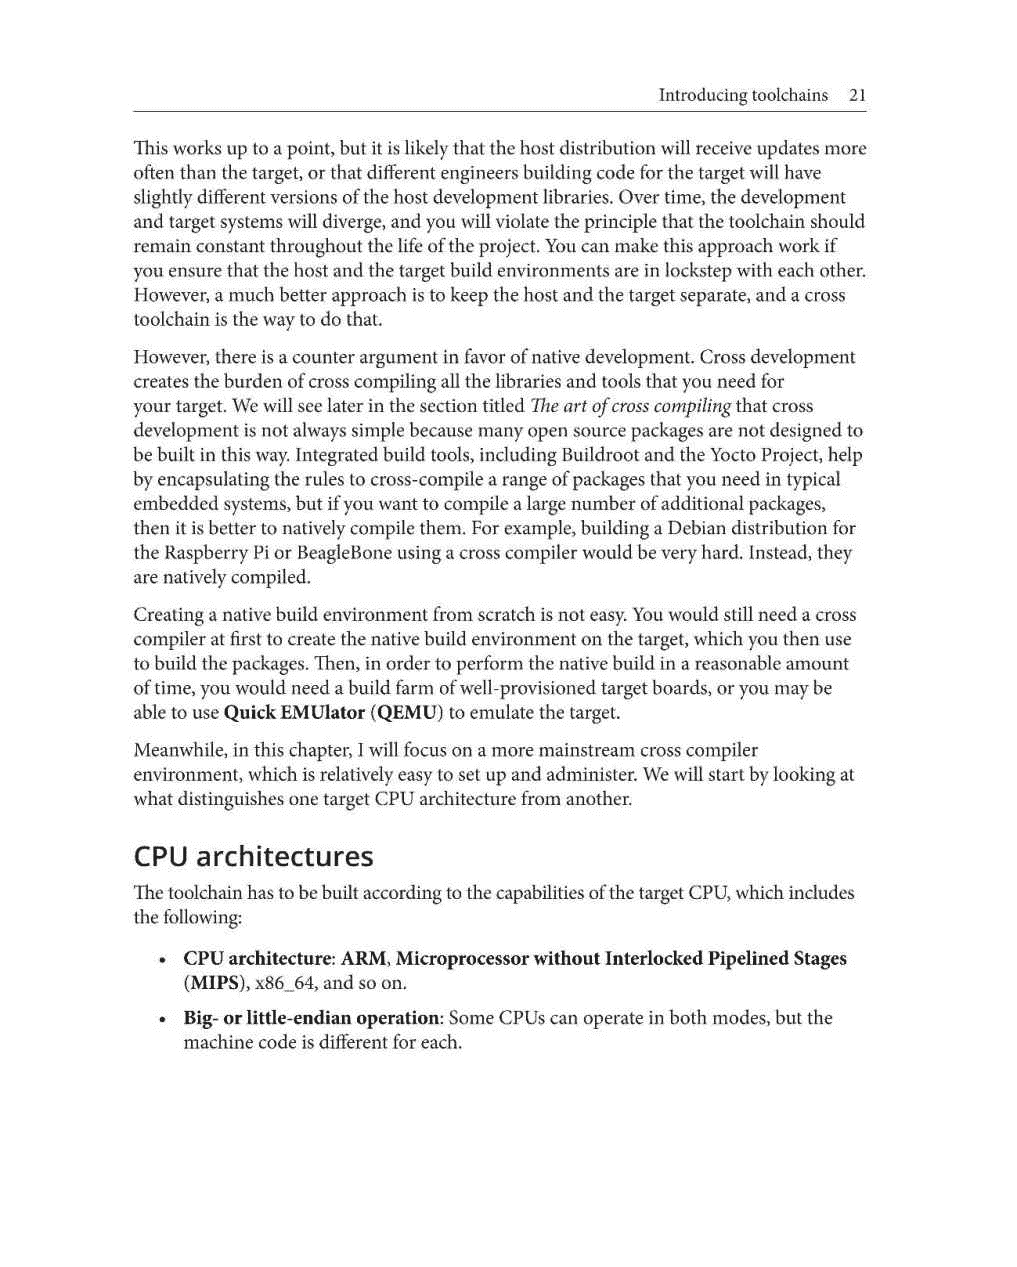 Introducing toolchains 21
This works up to a point, but it is likely that the host distribution will receive updates more
often than the target, or that different engineers building code for the target will have
slightly different versions of the host development libraries. Over time, the development
and target systems will diverge, and you will violate the principle that the toolchain should
remain constant throughout the life of the project. You can make this approach work if
you ensure that the host and the target build environments are in lockstep with each other.
However, a much better approach is to keep the host and the target separate, and a cross
toolchain is the way to do that.
However, there is a counter argument in favor of native development. Cross development
creates the burden of cross compiling all the libraries and tools that you need for
your target. We will see later in the section titled The art of cross compiling that cross
development is not always simple because many open source packages are not designed to
be built in this way. Integrated build tools, including Buildroot and the Yocto Project, help
by encapsulating the rules to cross-compile a range of packages that you need in typical
embedded systems, but if you want to compile a large number of additional packages,
then it is better to natively compile them. For example, building a Debian distribution for
the Raspberry Pi or BeagleBone using a cross compiler would be very hard. Instead, they
are natively compiled.
Creating a native build environment from scratch is not easy. You would still need a cross
compiler at first to create the native build environment on the target, which you then use
to build the packages. Then, in order to perform the native build in a reasonable amount
of time, you would need a build farm of well-provisioned target boards, or you may be
able to use Quick EMUlator (QEMU) to emulate the target.
Meanwhile, in this chapter, I will focus on a more mainstream cross compiler
environment, which is relatively easy to set up and administer. We will start by looking at
what distinguishes one target CPU architecture from another.
CPU architectures
The toolchain has to be built according to the capabilities of the target CPU, which includes
the following:
• CPU architecture: ARM, Microprocessor without Interlocked Pipelined Stages
(MIPS), x86_64, and so on.
• Big- or little-endian operation: Some CPUs can operate in both modes, but the
machine code is different for each.